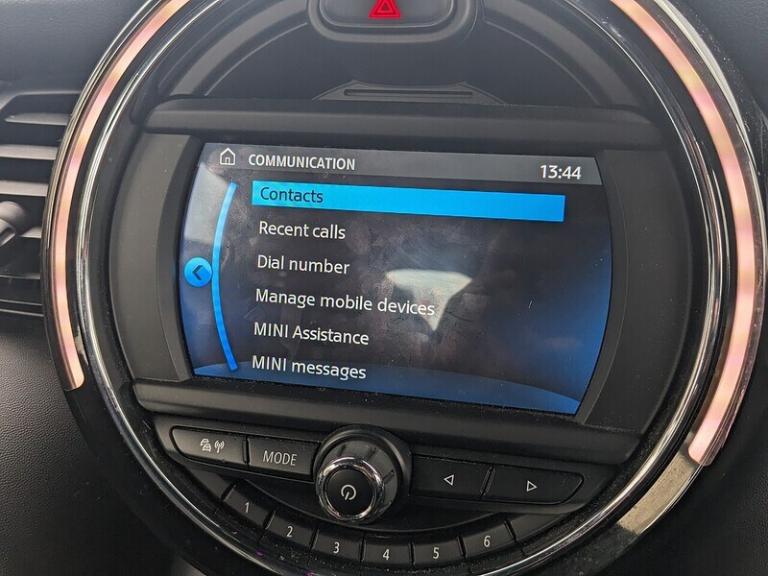 COMMUNICATION 13:44
Contacts
Recent calls
Dial number
Manage mobile devices
MINI Assistance
MINI messages
MODE
1 2 3 4 5 6